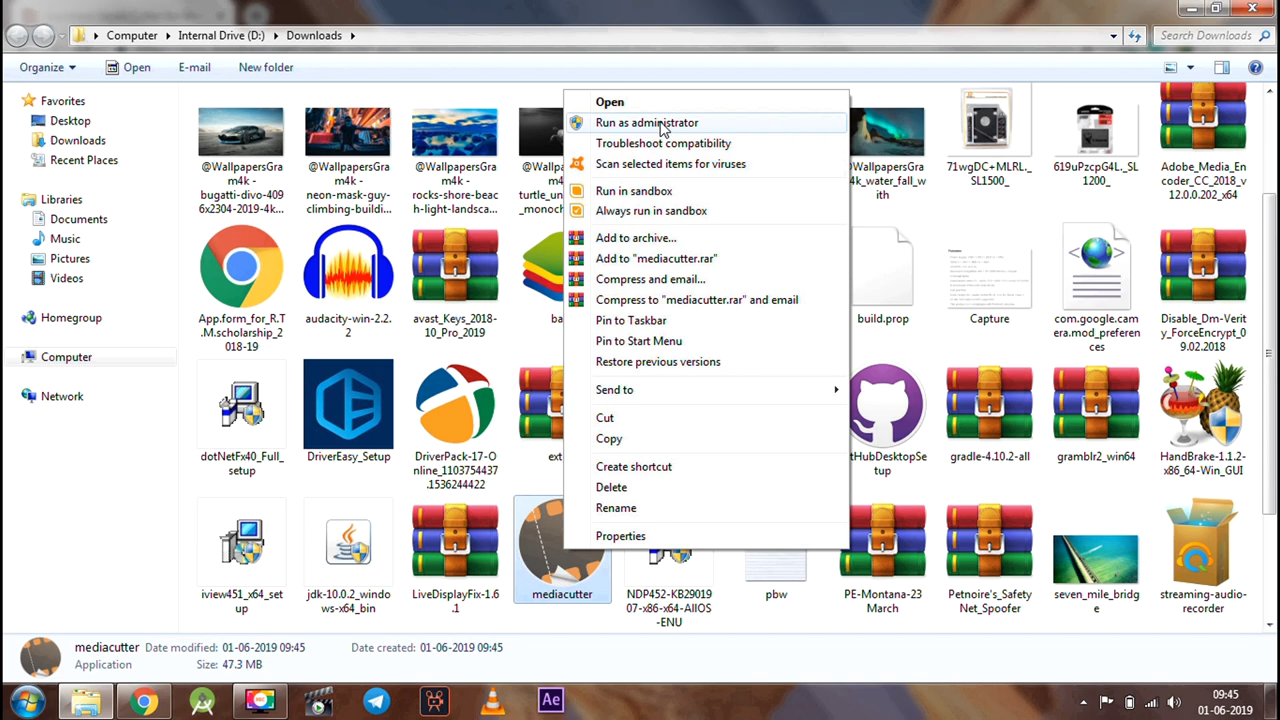 Computer
Internal Drive (D:)
Downloads
Search Downloads
Organize
Open
E-mail
New folder
Favorites
Desktop
Downloads
Recent Places
Libraries
Documents
Music
Pictures
Videos
Homegroup
Computer
Network
@WallpapersGra
m4k -
bugatti-divo-409
6x2304-2019-4k...
@WallpapersGra
m4k -
neon-mask-guy-
climbing-buildi...
@WallpapersGra
m4k -
rocks-shore-beac
h-light-landsca...
@Wallp
m
turtle_
_monoc
@WallpapersGra
4k_water_fall_w
ith
71wgDC+MLRL._
SL1500_
619uPzcpG4L._SL
1200_
Adobe_Media_En
coder_CC_2018_v
12.0.0.202_x64
App.form_for_R.T
.M.scholarship_2
018-19
audacity-win-2.2.
2
avast_Keys_2018-
10_Pro_2019
ba
build.prop
Capture
com.google.came
ra.mod_preferen
ces
Disable_Dm-Verit
y_ForceEncrypt_0
9.02.2018
dotNetFx40_Full_
setup
DriverEasy_Setup
DriverPack-17-O
nline_1103754437
.1536244422
ext
tHubDesktopSe
tup
gradle-4.10.2-all
gramblr2_win64
HandBrake-1.1.2-
x86_64-Win_GUI
iview451_x64_set
up
jdk-10.0.2_windo
ws-x64_bin
LiveDisplayFix-1.6
.1
mediacutter
NDP452-KB29019
07-x86-x64-AllOS
-ENU
pbw
PE-Montana-23
March
Petnoire's_Safety
Net_Spoofer
seven_mile_bridg
e
streaming-audio-
recorder
Open
Run as administrator
Troubleshoot compatibility
Scan selected items for viruses
Run in sandbox
Always run in sandbox
Add to archive...
Add to "mediacutter.rar"
Compress and email...
Compress to "mediacutter.rar" and email
Pin to Taskbar
Pin to Start Menu
Restore previous versions
Send to
Cut
Copy
Create shortcut
Delete
Rename
Properties
mediacutter Date modified: 01-06-2019 09:45 Date created: 01-06-2019 09:45
Application Size: 47.3 MB
REC
Ae
09:45
01-06-2019